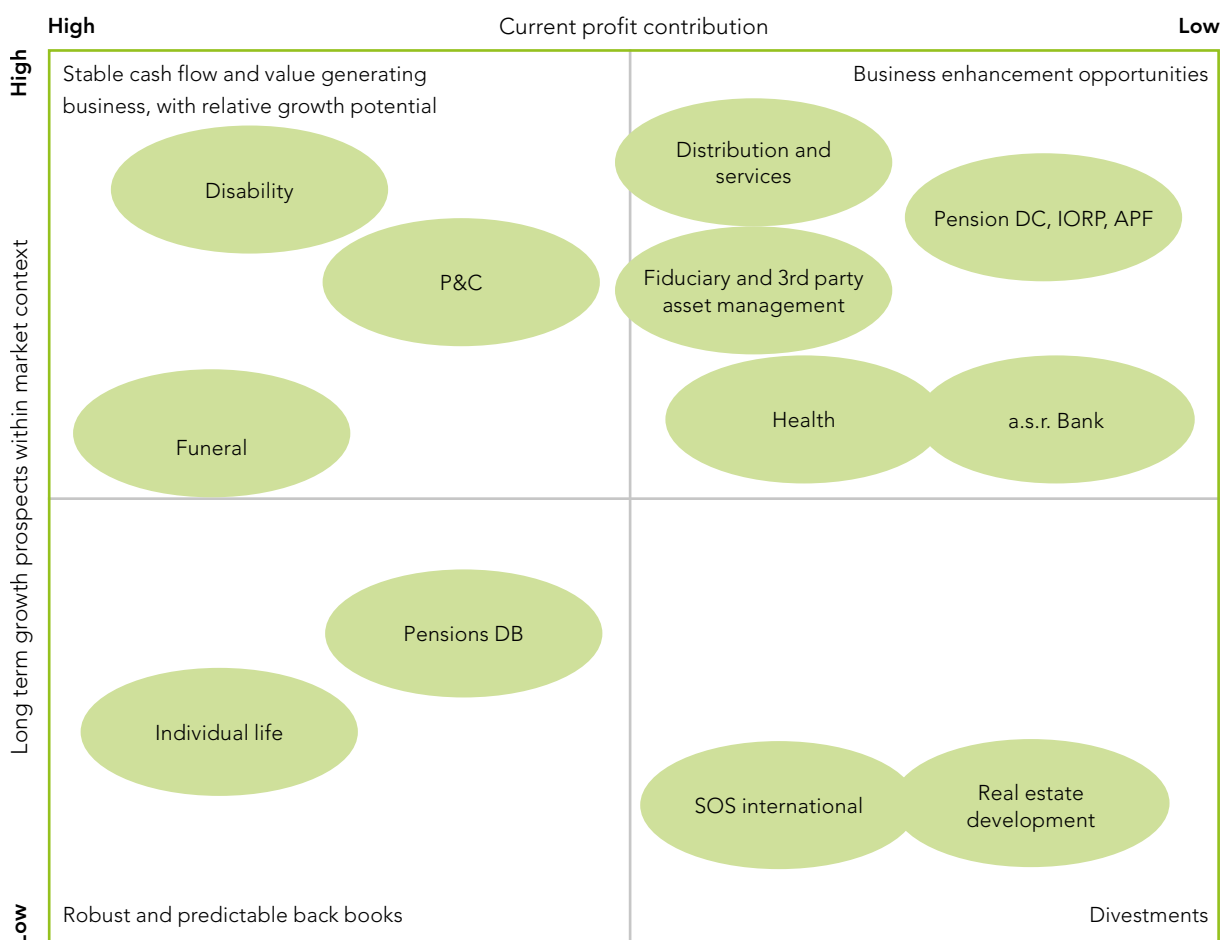 High
Current profit contribution
Low
High
Long term growth prospects within market context
Low
Stable cash flow and value generating
business, with relative growth potential
Business enhancement opportunities
Disability
P&C
Funeral
Distribution and
services
Pension DC, IORP, APF
Fiduciary and 3rd party
asset management
Health
a.s.r. Bank
Pensions DB
Individual life
SOS international
Real estate
development
Robust and predictable back books
Divestments